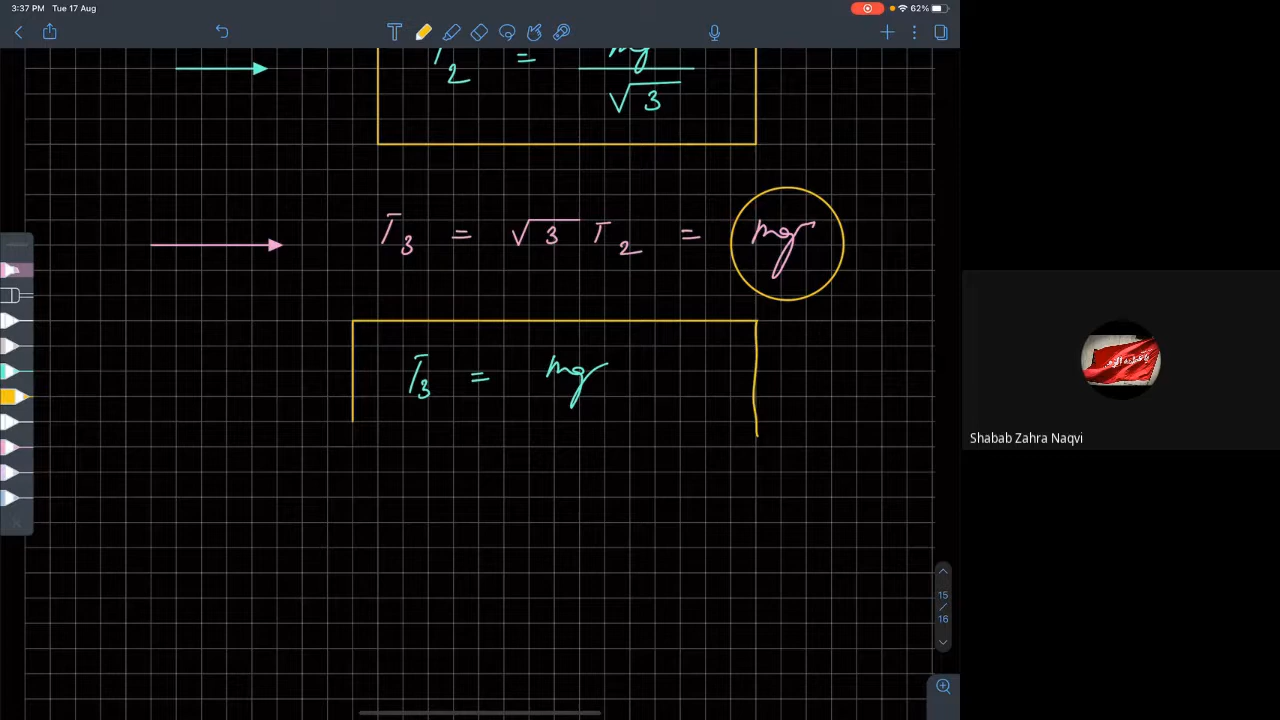 3:37 PM Tue 17 Aug
62%
T
T₂ = mg/√3
T₃ = √3 T₂ = mg
T₃ = mg
15
/
16
Shabab Zahra Naqvi